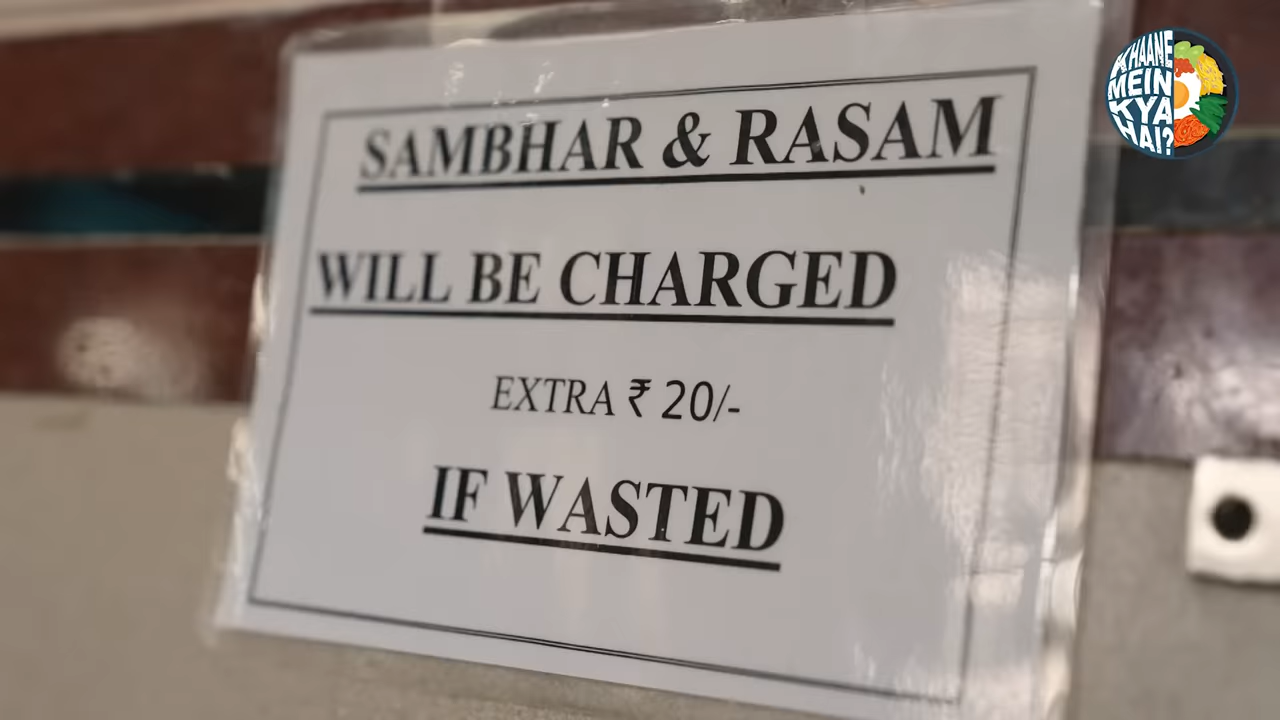 SAMBHAR & RASAM
WILL BE CHARGED
EXTRA ₹ 20/-
IF WASTED
KHAANE
MEIN
KYA
HAI?